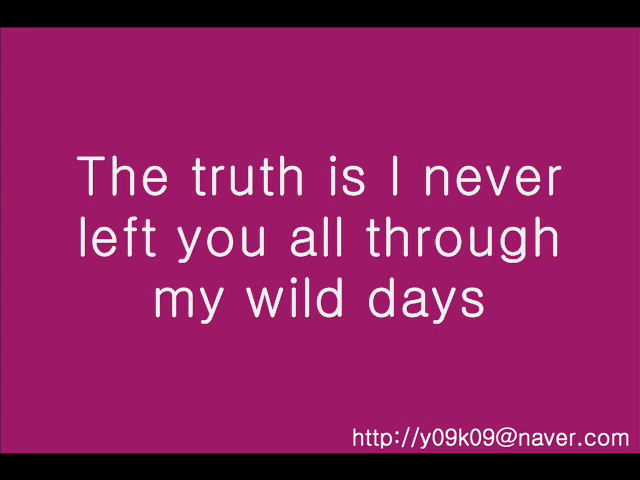 The truth is I never
left you all through
my wild days
http://y09k09@naver.com